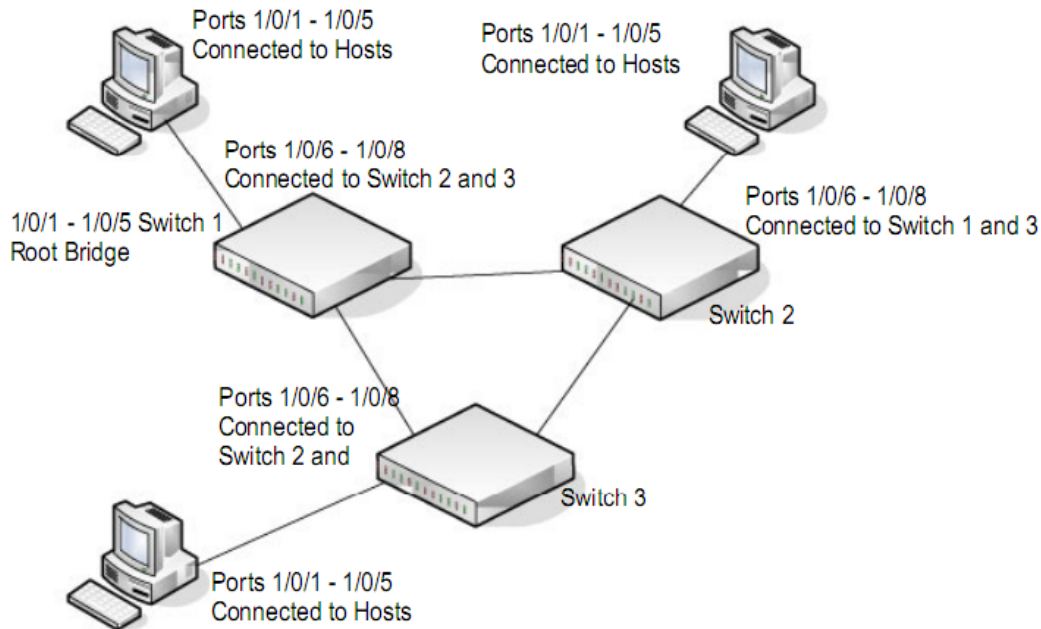 Ports 1/0/1 - 1/0/5
Connected to Hosts
Ports 1/0/1 - 1/0/5
Connected to Hosts
Ports 1/0/6 - 1/0/8
Connected to Switch 2 and 3
Ports 1/0/6 - 1/0/8
Connected to Switch 1 and 3
1/0/1 - 1/0/5 Switch 1
Root Bridge
Switch 2
Ports 1/0/6 - 1/0/8
Connected to
Switch 2 and
Switch 3
Ports 1/0/1 - 1/0/5
Connected to Hosts